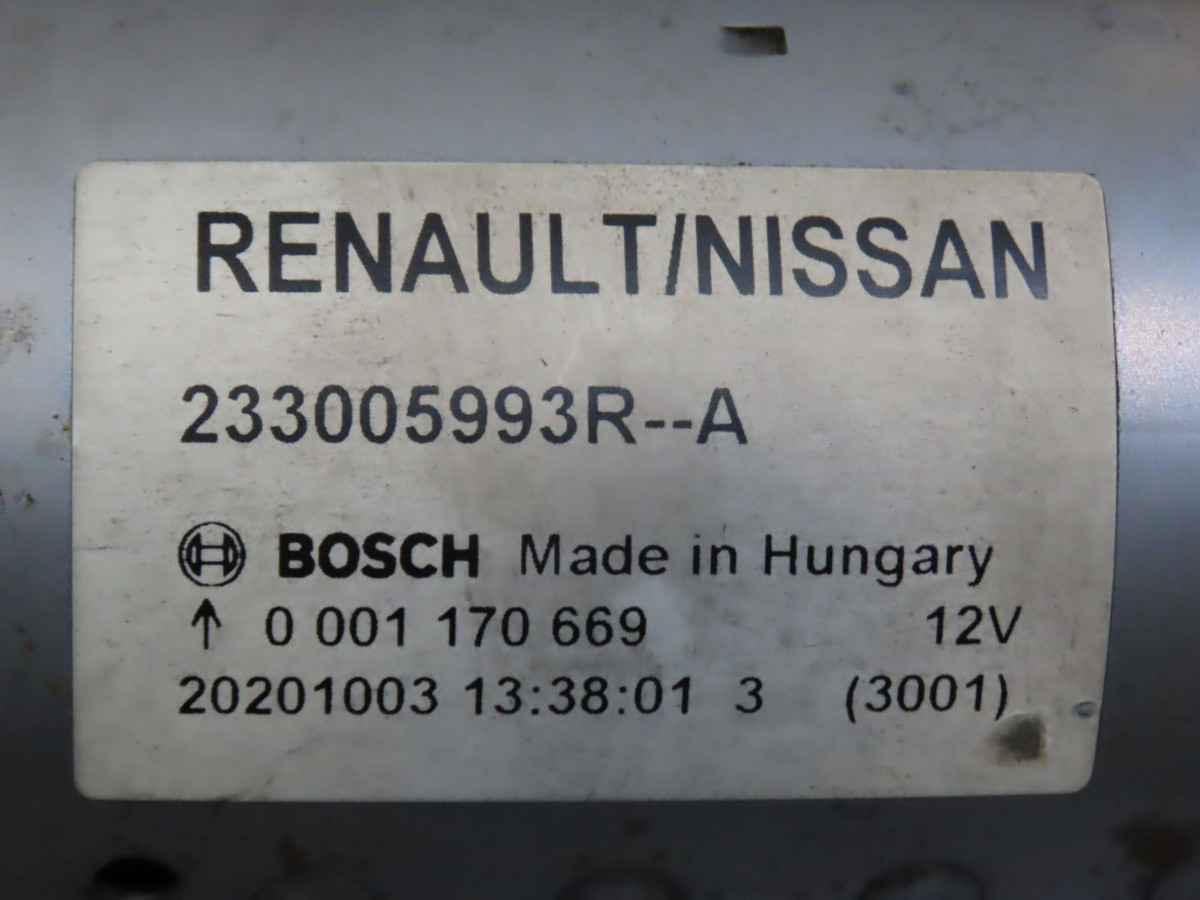 RENAULT/NISSAN
233005993R--A
BOSCH Made in Hungary
↑ 0 001 170 669 12V
20201003 13:38:01 3 (3001)